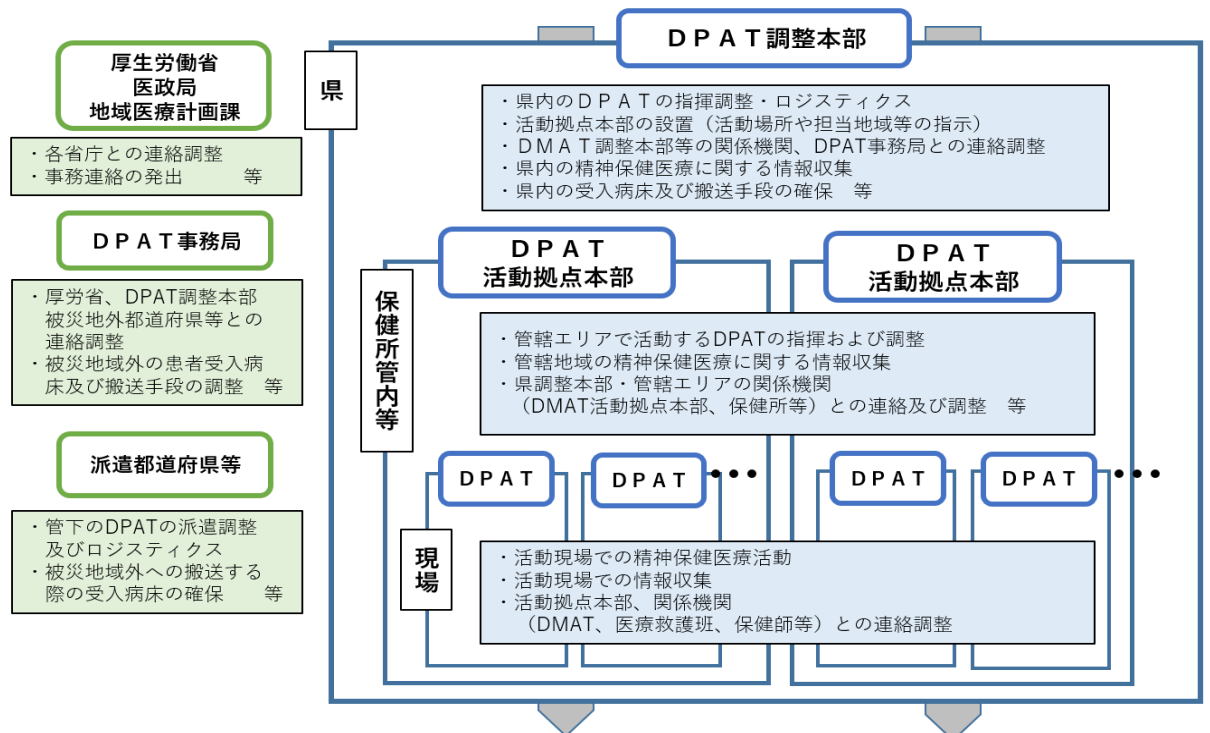 厚生労働省
医政局
地域医療計画課
・各省庁との連絡調整
・事務連絡の発出　　　等
ＤＰＡＴ事務局
・厚労省、DPAT調整本部
被災地外都道府県等との
連絡調整
・被災地域外の患者受入病
床及び搬送手段の調整　等
派遣都道府県等
・管下のDPATの派遣調整
及びロジスティクス
・被災地域外への搬送する
際の受入病床の確保　　等
県
ＤＰＡＴ調整本部
・県内のＤＰＡＴの指揮調整・ロジスティクス
・活動拠点本部の設置（活動場所や担当地域等の指示）
・ＤＭＡＴ調整本部等の関係機関、DPAT事務局との連絡調整
・県内の精神保健医療に関する情報収集
・県内の受入病床及び搬送手段の確保　等
保健所管内等
ＤＰＡＴ
活動拠点本部
ＤＰＡＴ
活動拠点本部
・管轄エリアで活動するDPATの指揮および調整
・管轄地域の精神保健医療に関する情報収集
・県調整本部・管轄エリアの関係機関
（DMAT活動拠点本部、保健所等）との連絡及び調整　等
ＤＰＡＴ
ＤＰＡＴ
•••
ＤＰＡＴ
ＤＰＡＴ
•••
現場
・活動現場での精神保健医療活動
・活動現場での情報収集
・活動拠点本部、関係機関
（DMAT、医療救護班、保健師等）との連絡調整